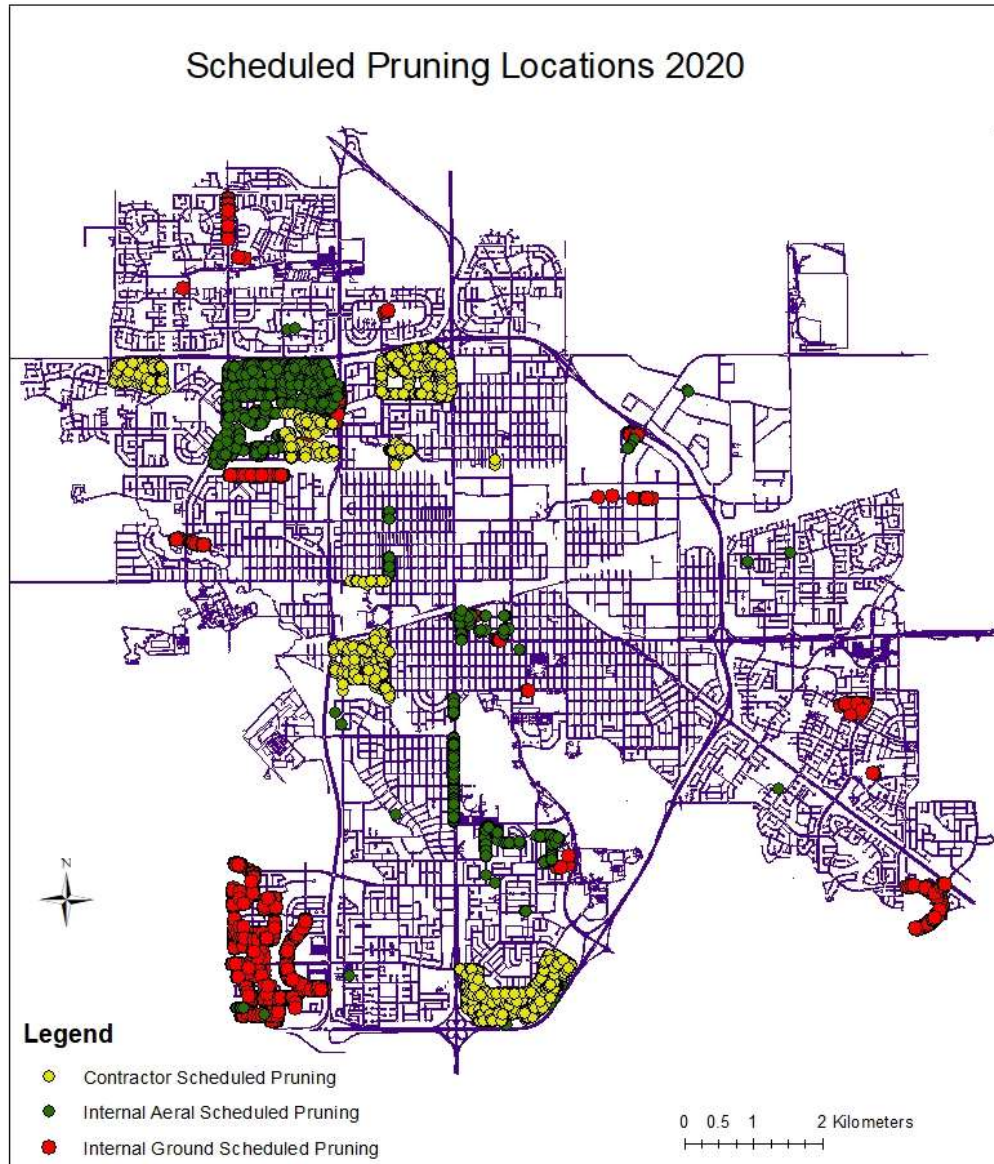 Scheduled Pruning Locations 2020
N
Legend
Contractor Scheduled Pruning
Internal Aeral Scheduled Pruning
Internal Ground Scheduled Pruning
0 0.5 1 2 Kilometers